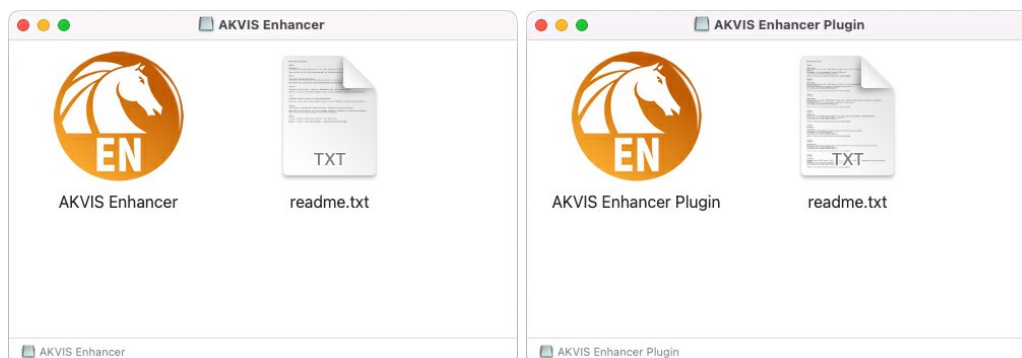 AKVIS Enhancer
EN
TXT
AKVIS Enhancer
readme.txt
AKVIS Enhancer
AKVIS Enhancer Plugin
EN
TXT
AKVIS Enhancer Plugin
readme.txt
AKVIS Enhancer Plugin